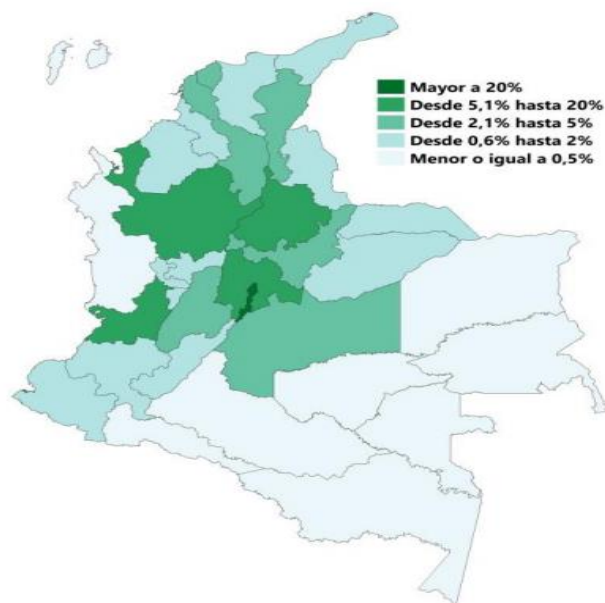 Mayor a 20%
Desde 5,1% hasta 20%
Desde 2,1% hasta 5%
Desde 0,6% hasta 2%
Menor o igual a 0,5%